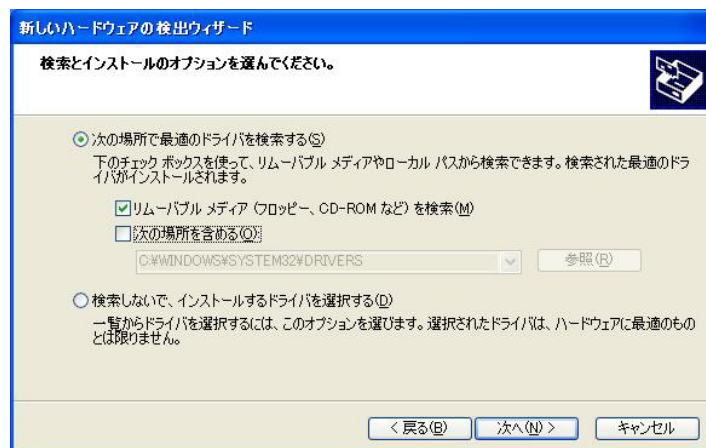 新しいハードウェアの検出ウィザード
検索とインストールのオプションを選んでください。
次の場所で最適のドライバを検索する(S)
下のチェック ボックスを使って、リムーバブル メディアやローカル パスから検索できます。検索された最適のドラ
イバがインストールされます。
リムーバブル メディア (フロッピー、CD-ROM など) を検索(M)
次の場所を含める(O):
C:¥WINDOWS¥SYSTEM32¥DRIVERS
参照(R)
検索しないで、インストールするドライバを選択する(D)
一覧からドライバを選択するには、このオプションを選びます。選択されたドライバは、ハードウェアに最適のもの
とは限りません。
< 戻る(B) 次へ(N) > キャンセル